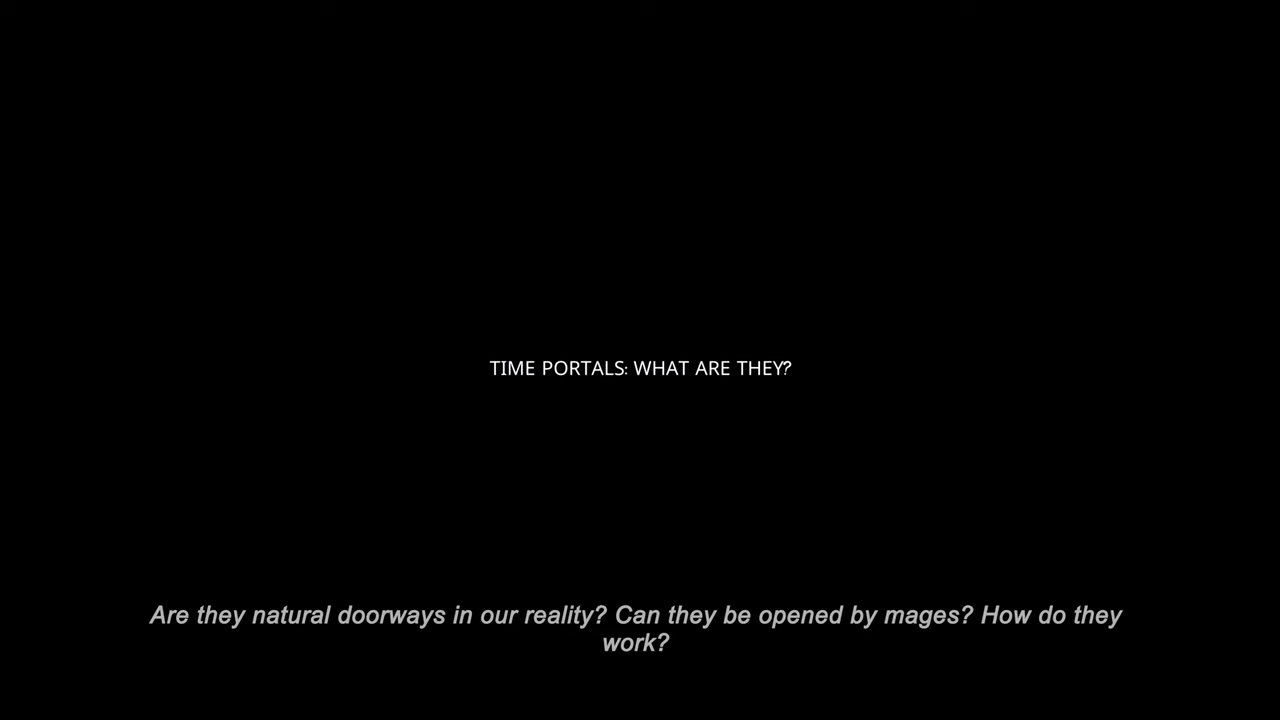 TIME PORTALS: WHAT ARE THEY?
Are they natural doorways in our reality? Can they be opened by mages? How do they
work?